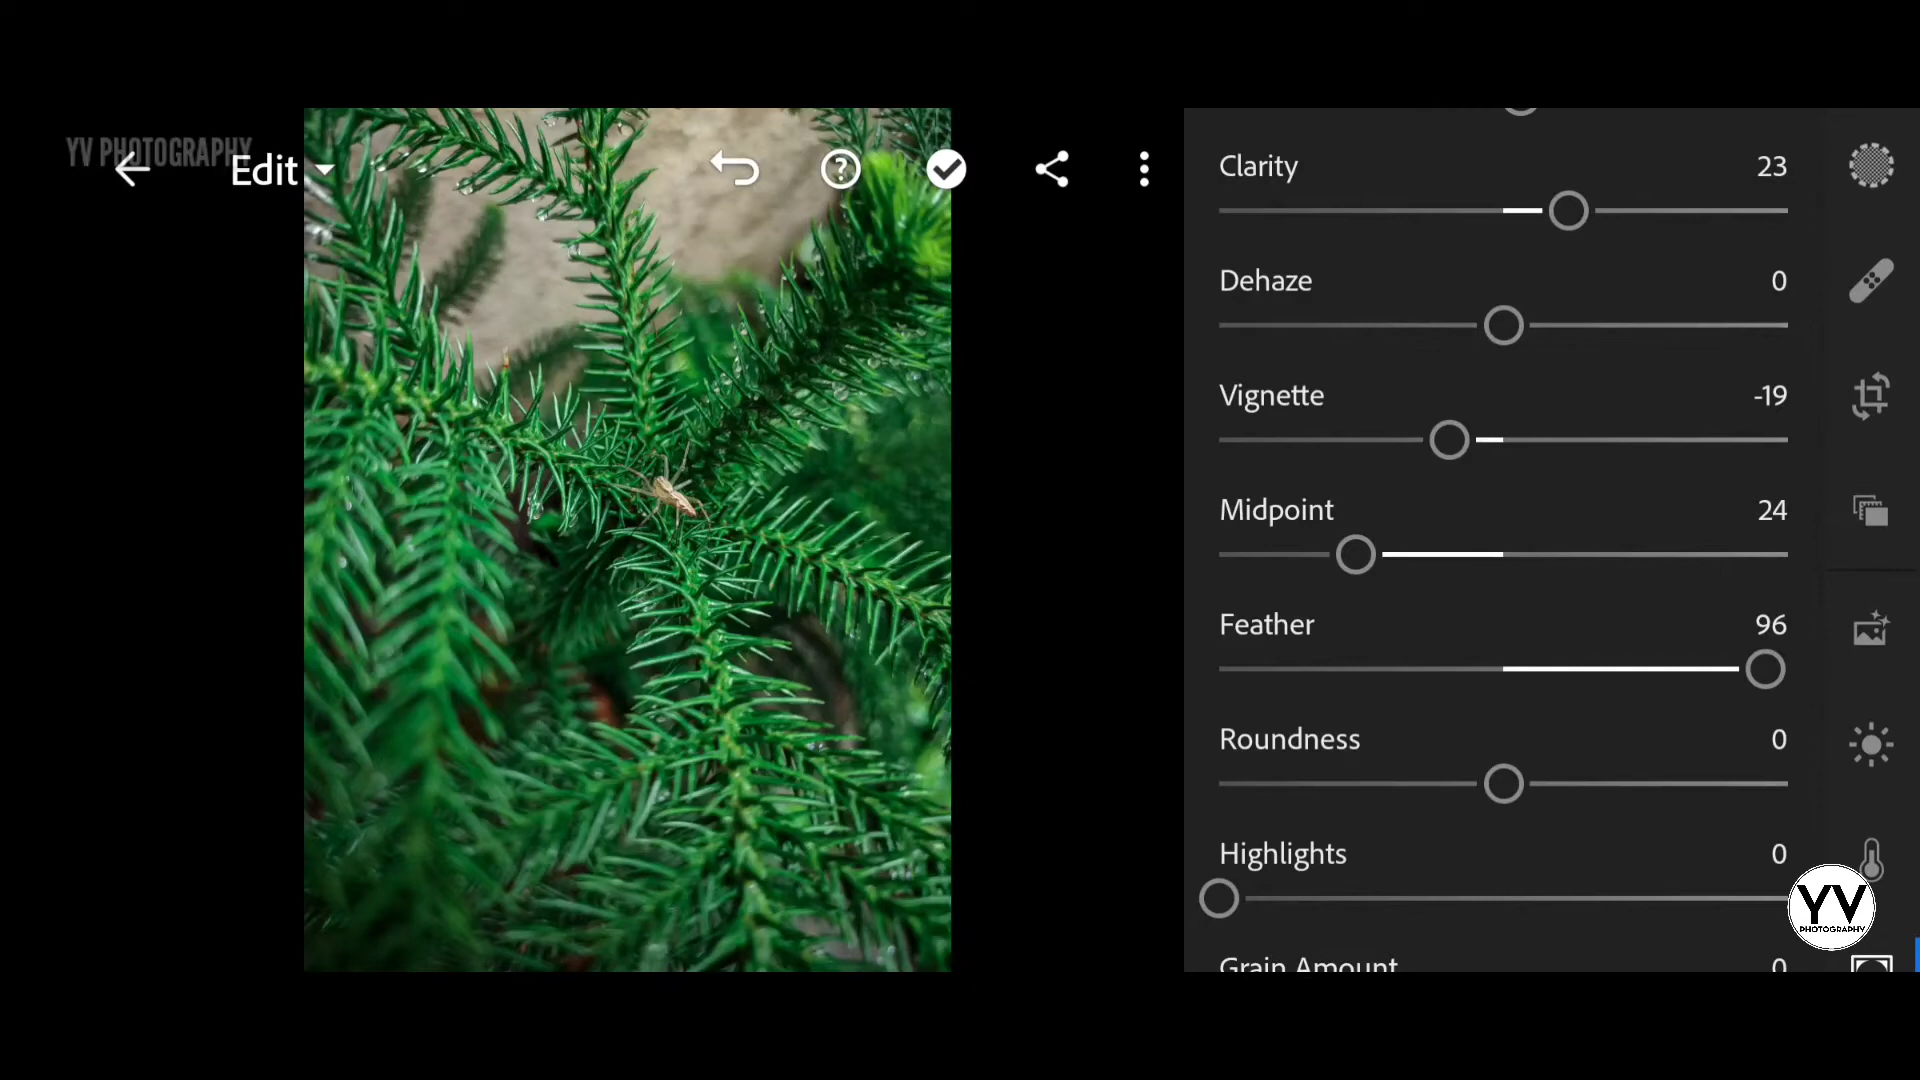 YV PHOTOGRAPHY
Edit
Clarity 23
Dehaze 0
Vignette -19
Midpoint 24
Feather 96
Roundness 0
Highlights 0
Grain Amount 0
YV
PHOTOGRAPHY